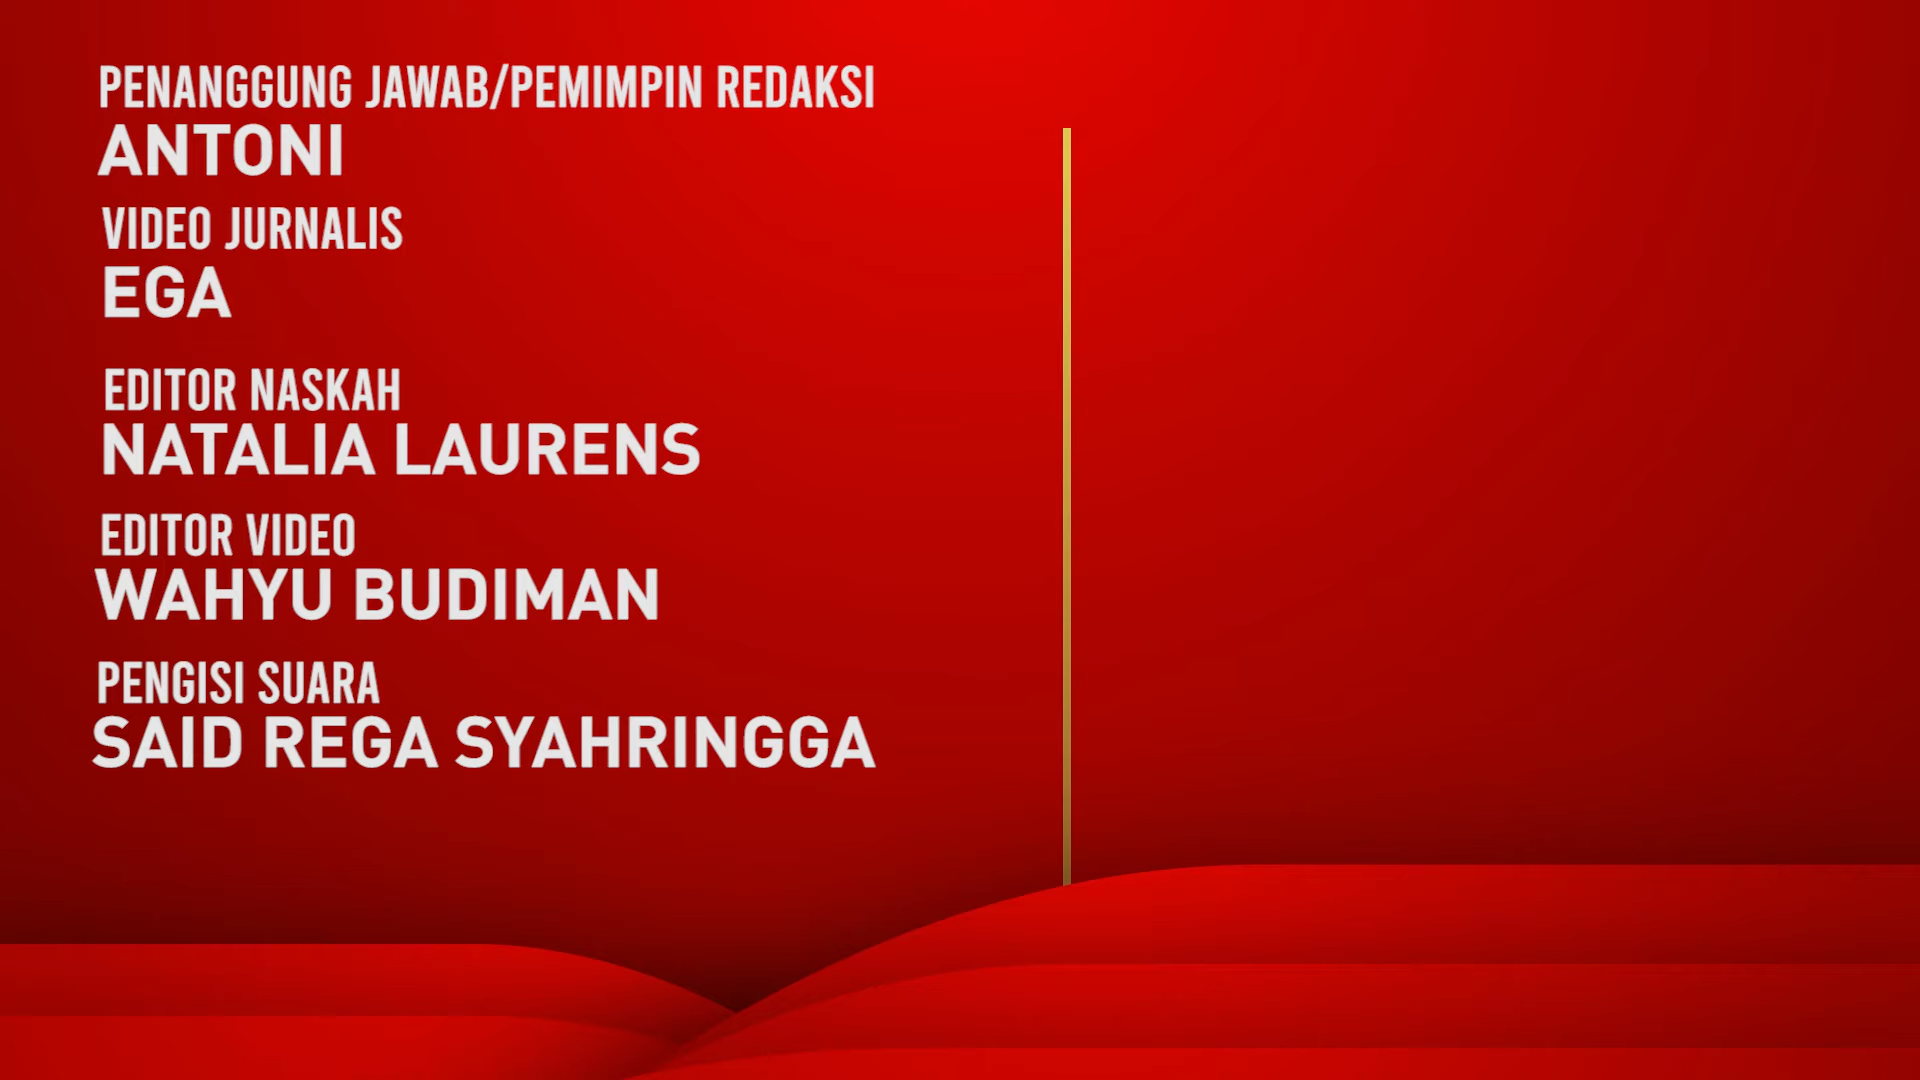 PENANGGUNG JAWAB/PEMIMPIN REDAKSI
ANTONI
VIDEO JURNALIS
EGA
EDITOR NASKAH
NATALIA LAURENS
EDITOR VIDEO
WAHYU BUDIMAN
PENGISI SUARA
SAID REGA SYAHRINGGA